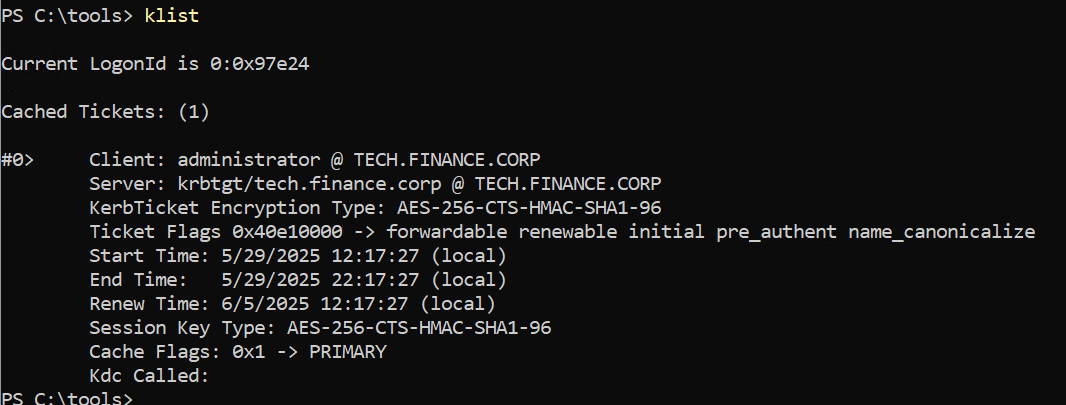 PS C:\tools> klist
Current LogonId is 0:0x97e24
Cached Tickets: (1)
#0>     Client: administrator @ TECH.FINANCE.CORP
        Server: krbtgt/tech.finance.corp @ TECH.FINANCE.CORP
        KerbTicket Encryption Type: AES-256-CTS-HMAC-SHA1-96
        Ticket Flags 0x40e10000 -> forwardable renewable initial pre_authent name_canonicalize
        Start Time: 5/29/2025 12:17:27 (local)
        End Time:   5/29/2025 22:17:27 (local)
        Renew Time: 6/5/2025 12:17:27 (local)
        Session Key Type: AES-256-CTS-HMAC-SHA1-96
        Cache Flags: 0x1 -> PRIMARY
        Kdc Called:
PS C:\tools>